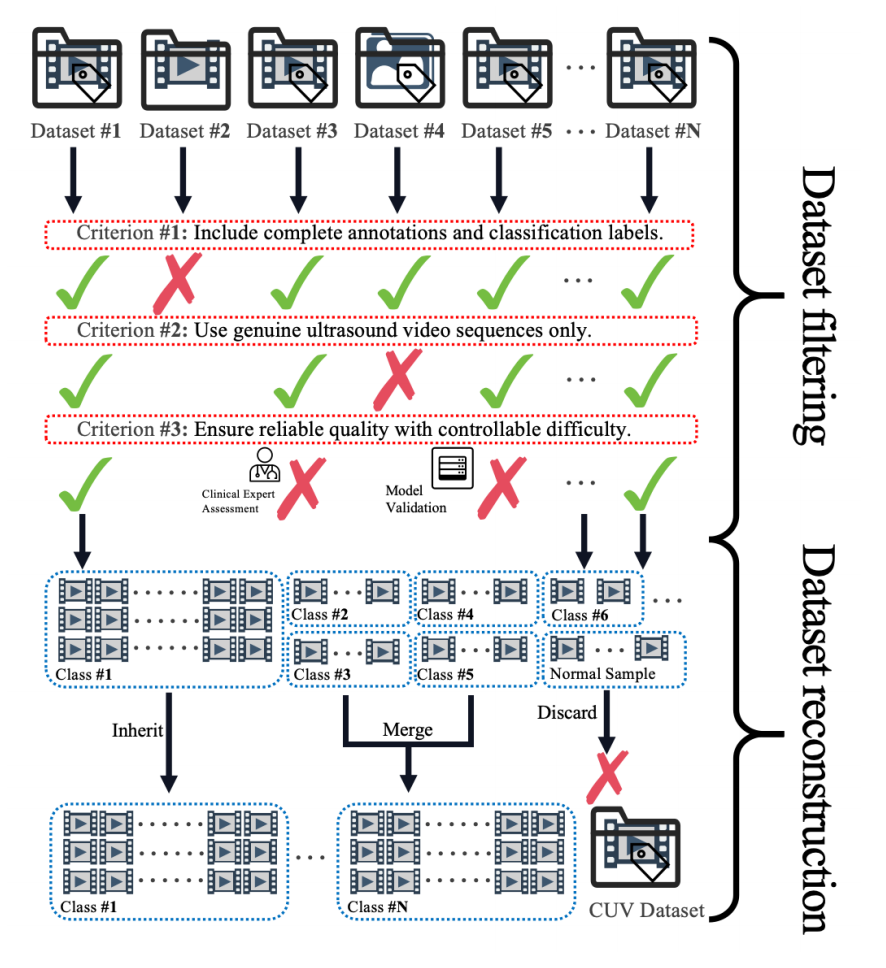 Dataset #1 Dataset #2 Dataset #3 Dataset #4 Dataset #5 ... Dataset #N
Criterion #1: Include complete annotations and classification labels.
Criterion #2: Use genuine ultrasound video sequences only.
Criterion #3: Ensure reliable quality with controllable difficulty.
Clinical Expert
Assessment
Model
Validation
Dataset filtering
Class #2
Class #4
Class #6
Class #1
Class #3
Class #5
Normal Sample
Inherit
Merge
Discard
Class #1
Class #N
CUV Dataset
Dataset reconstruction